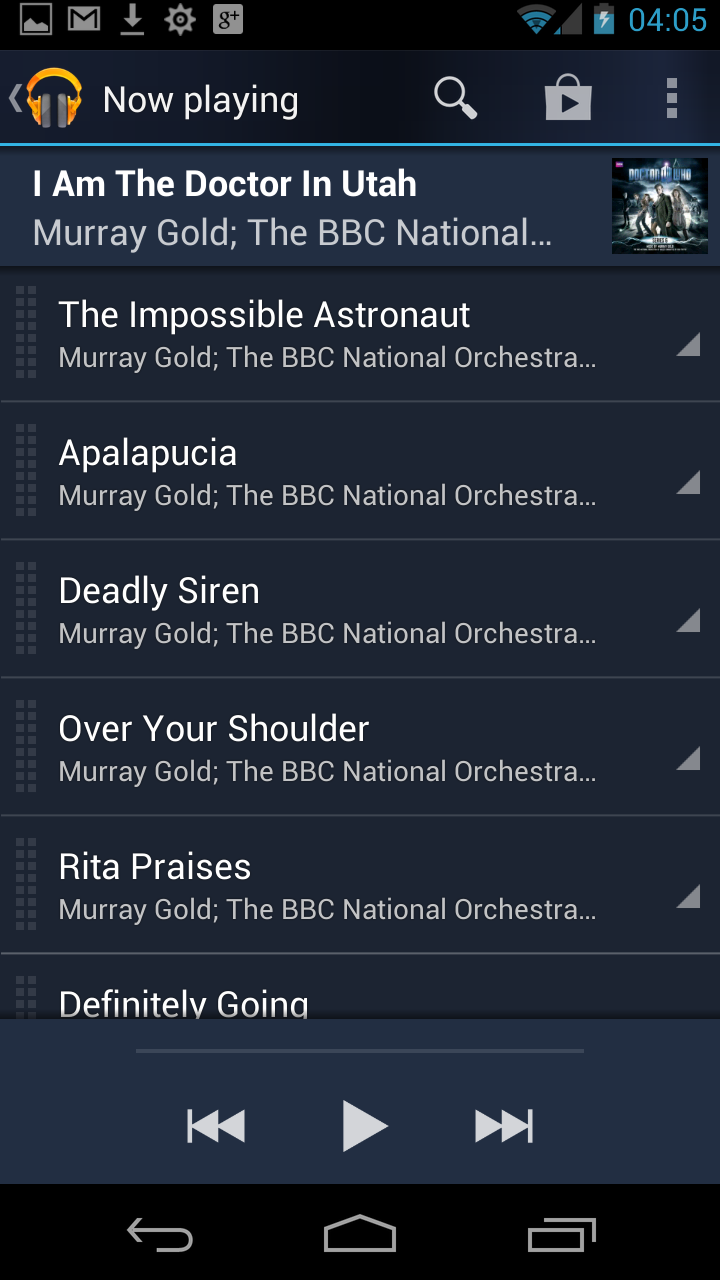 g+ 04:05
Now playing
I Am The Doctor In Utah
Murray Gold; The BBC National...
DOCTOR WHO
The Impossible Astronaut
Murray Gold; The BBC National Orchestra...
Apalapucia
Murray Gold; The BBC National Orchestra...
Deadly Siren
Murray Gold; The BBC National Orchestra...
Over Your Shoulder
Murray Gold; The BBC National Orchestra...
Rita Praises
Murray Gold; The BBC National Orchestra...
Definitely Going